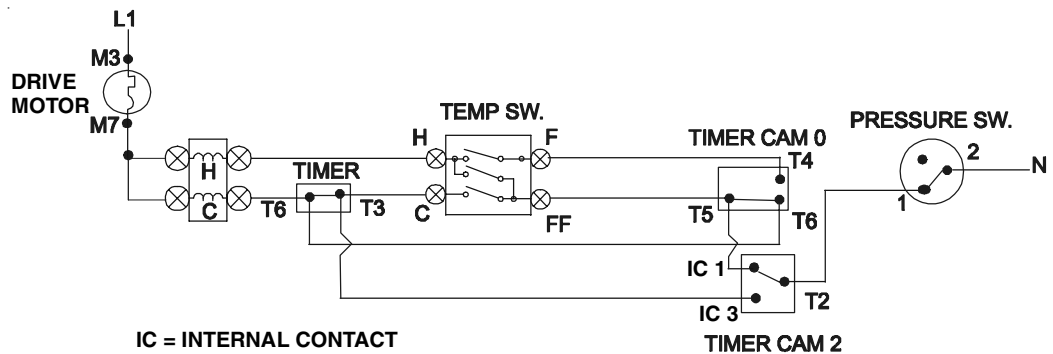 L1
M3
DRIVE
MOTOR
M7
H
C
TIMER
T6
T3
TEMP SW.
H
F
C
FF
TIMER CAM 0
T4
T5
T6
PRESSURE SW.
2
N
1
IC 1
T2
IC 3
IC = INTERNAL CONTACT
TIMER CAM 2